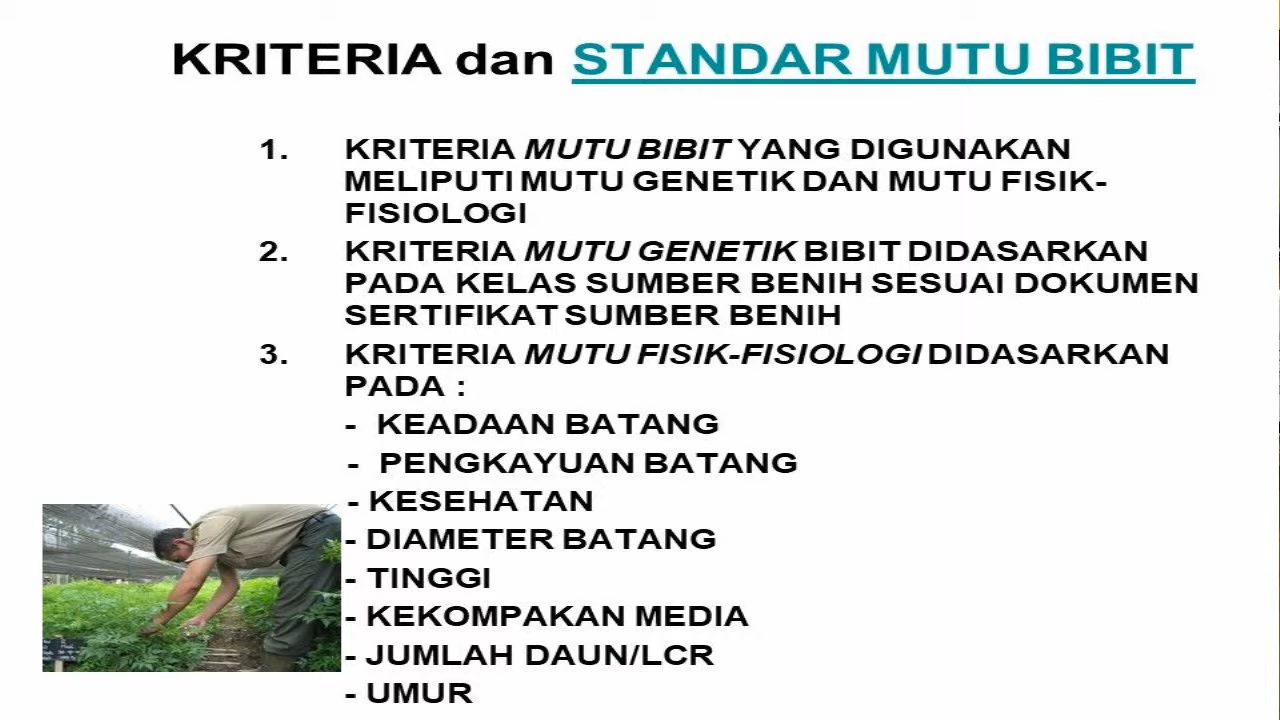 KRITERIA dan STANDAR MUTU BIBIT
1. KRITERIA MUTU BIBIT YANG DIGUNAKAN
MELIPUTI MUTU GENETIK DAN MUTU FISIK-
FISIOLOGI
2. KRITERIA MUTU GENETIK BIBIT DIDASARKAN
PADA KELAS SUMBER BENIH SESUAI DOKUMEN
SERTIFIKAT SUMBER BENIH
3. KRITERIA MUTU FISIK-FISIOLOGI DIDASARKAN
PADA :
- KEADAAN BATANG
- PENGKAYUAN BATANG
- KESEHATAN
- DIAMETER BATANG
- TINGGI
- KEKOMPAKAN MEDIA
- JUMLAH DAUN/LCR
- UMUR